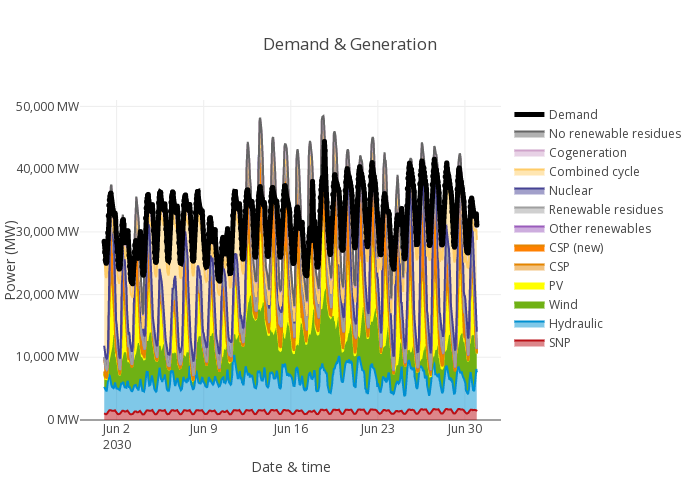 Demand & Generation
50,000 MW
40,000 MW
30,000 MW
20,000 MW
10,000 MW
0 MW
Power (MW)
Jun 2
2030
Jun 9
Jun 16
Jun 23
Jun 30
Date & time
Demand
No renewable residues
Cogeneration
Combined cycle
Nuclear
Renewable residues
Other renewables
CSP (new)
CSP
PV
Wind
Hydraulic
SNP